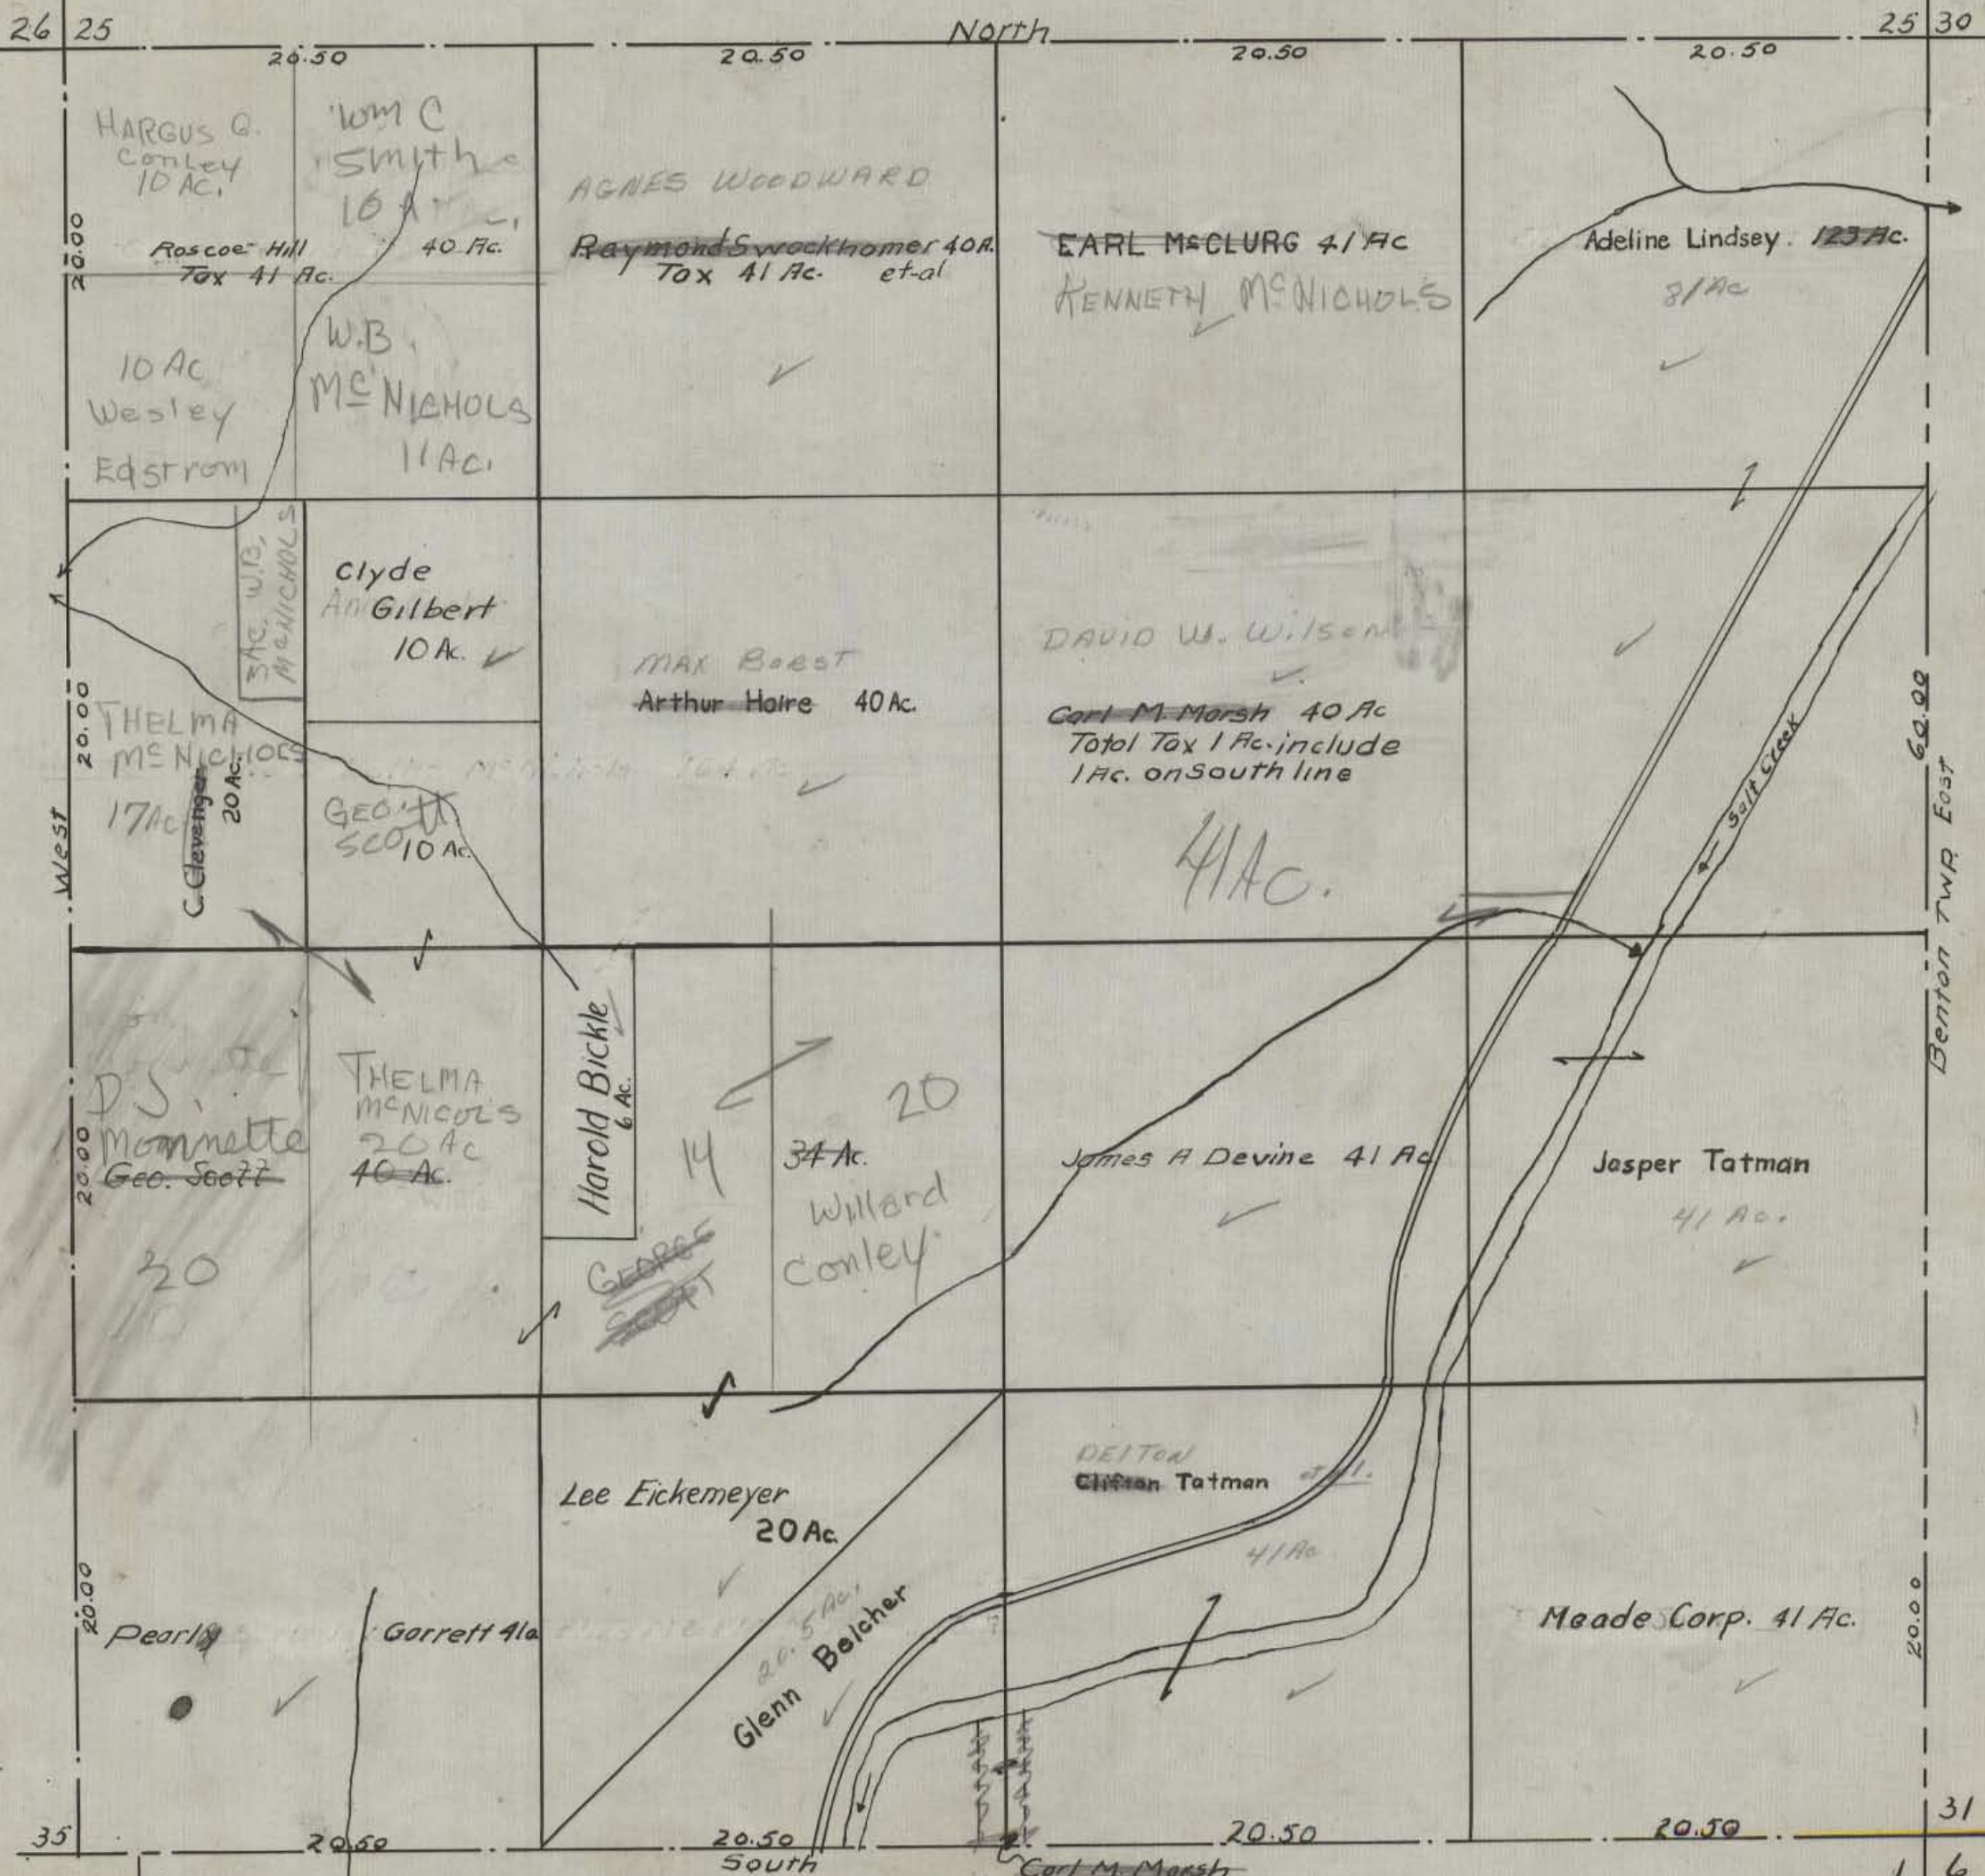 26 25
North
25 30
20.50
20.50
20.50
20.50
HARGUS Q.
Conley
10 AC.
Wm C
Smith
10 A
20.00
Roscoe Hill
Tax 41 Ac.
40 Ac.
AGNES WOODWARD
Raymond Swackhamer 40A.
Tax 41 Ac. et-al
EARL McCLURG 41 Ac
KENNETH McNICHOLS
Adeline Lindsey. 123 Ac.
81 Ac
10 Ac
Wesley
Edstrom
W.B.
McNICHOLS
11 Ac.
3 Ac. W.B.
McNICHOLS
Clyde
Gilbert
10 Ac.
MAX BOEST
Arthur Hoire 40 Ac.
DAVID W. Wilson
Carl M. Marsh 40 Ac
Total Tax 1 Ac. include
1 Ac. on South line
41 AC.
20.00
West
THELMA
McNICHOLS
17 Ac
C. Clevenger
20 Ac.
GEO.
SCOTT
10 Ac.
Salt Creek
60.00
Benton TWP. East
20.00
D J.
Monnette
Geo. Scott
20
THELMA
McNICOLS
20 Ac
40 Ac.
Harold Bickle
6 Ac.
14
GEORGE
SCOTT
20
34 Ac.
Willard
Conley
James A Devine 41 Ac
Jasper Tatman
41 Ac.
20.00
Pearly
Garrett 41a
Lee Eickemeyer
20 Ac.
20.5 Ac.
Glenn Belcher
DELTON
Clifton Tatman et al.
41 Ac
Meade Corp. 41 Ac.
20.00
35
20.50
20.50
South
20.50
20.50
31
Carl M. Marsh
1 6